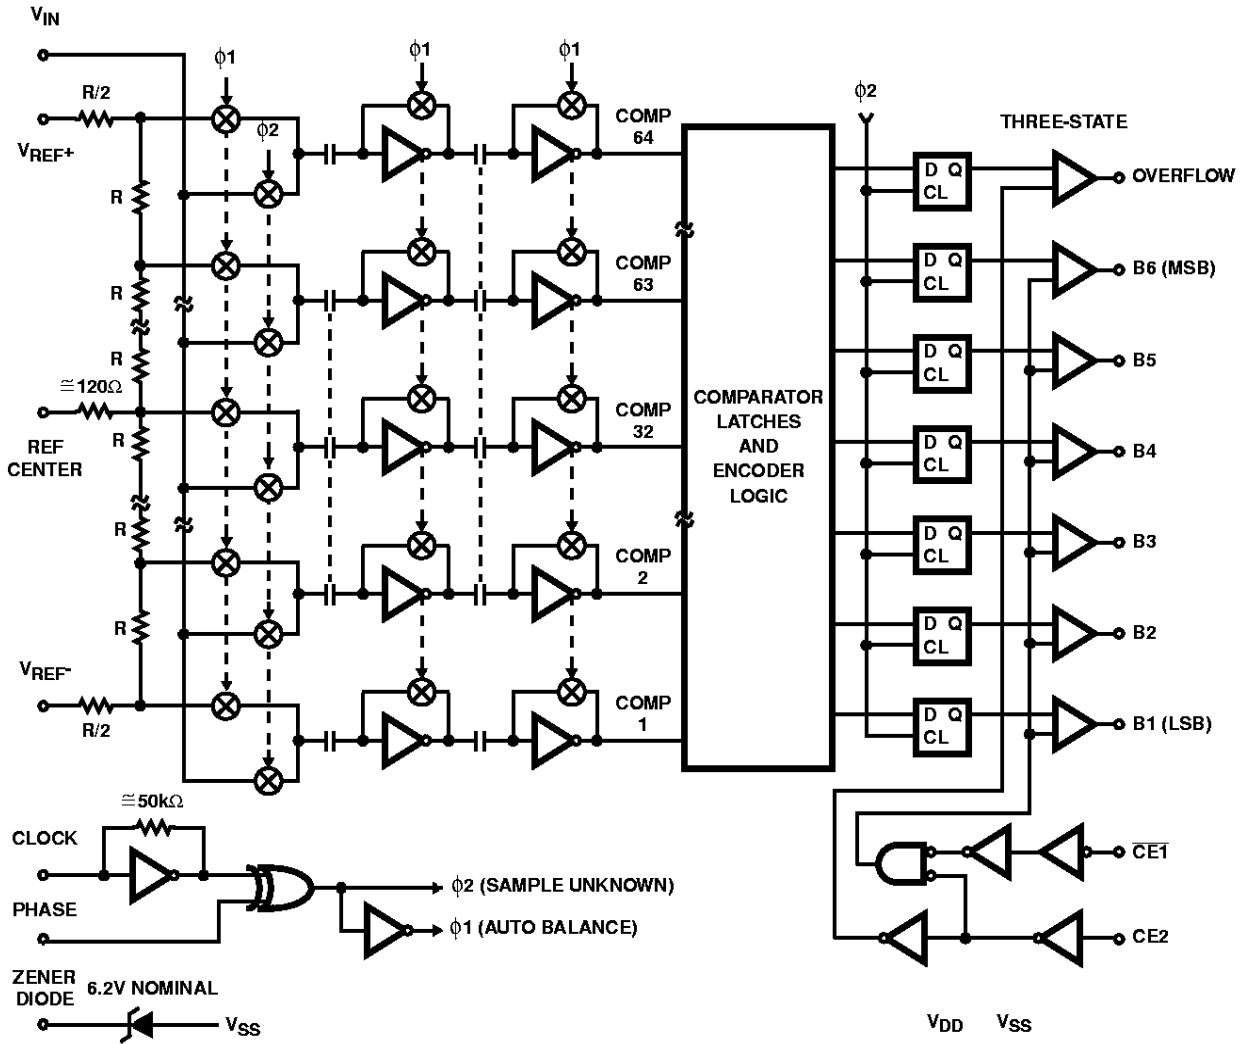 V_IN
ϕ1
ϕ1
ϕ1
R/2
V_REF+
ϕ2
ϕ2
COMP
64
THREE-STATE
D Q
CL
OVERFLOW
R
COMP
63
D Q
CL
B6 (MSB)
R
R
D Q
CL
B5
≅120Ω
REF
CENTER
R
COMP
32
COMPARATOR
LATCHES
AND
ENCODER
LOGIC
D Q
CL
B4
R
D Q
CL
B3
COMP
2
R
D Q
CL
B2
V_REF-
R/2
COMP
1
D Q
CL
B1 (LSB)
≅50kΩ
CLOCK
PHASE
ϕ2 (SAMPLE UNKNOWN)
ϕ1 (AUTO BALANCE)
C̅E̅1̅
CE2
ZENER
DIODE
6.2V NOMINAL
V_SS
V_DD
V_SS